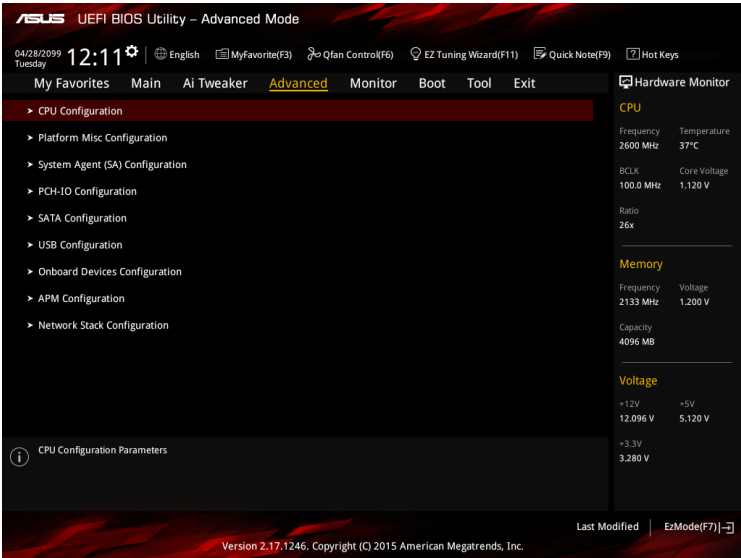 ASUS UEFI BIOS Utility – Advanced Mode
04/28/2099
Tuesday
12:11
English
MyFavorite(F3)
Qfan Control(F6)
EZ Tuning Wizard(F11)
Quick Note(F9)
? Hot Keys
My Favorites Main Ai Tweaker Advanced Monitor Boot Tool Exit
> CPU Configuration
> Platform Misc Configuration
> System Agent (SA) Configuration
> PCH-IO Configuration
> SATA Configuration
> USB Configuration
> Onboard Devices Configuration
> APM Configuration
> Network Stack Configuration
i CPU Configuration Parameters
Hardware Monitor
CPU
Frequency Temperature
2600 MHz 37°C
BCLK Core Voltage
100.0 MHz 1.120 V
Ratio
26x
Memory
Frequency Voltage
2133 MHz 1.200 V
Capacity
4096 MB
Voltage
+12V +5V
12.096 V 5.120 V
+3.3V
3.280 V
Last Modified EzMode(F7)
Version 2.17.1246. Copyright (C) 2015 American Megatrends, Inc.